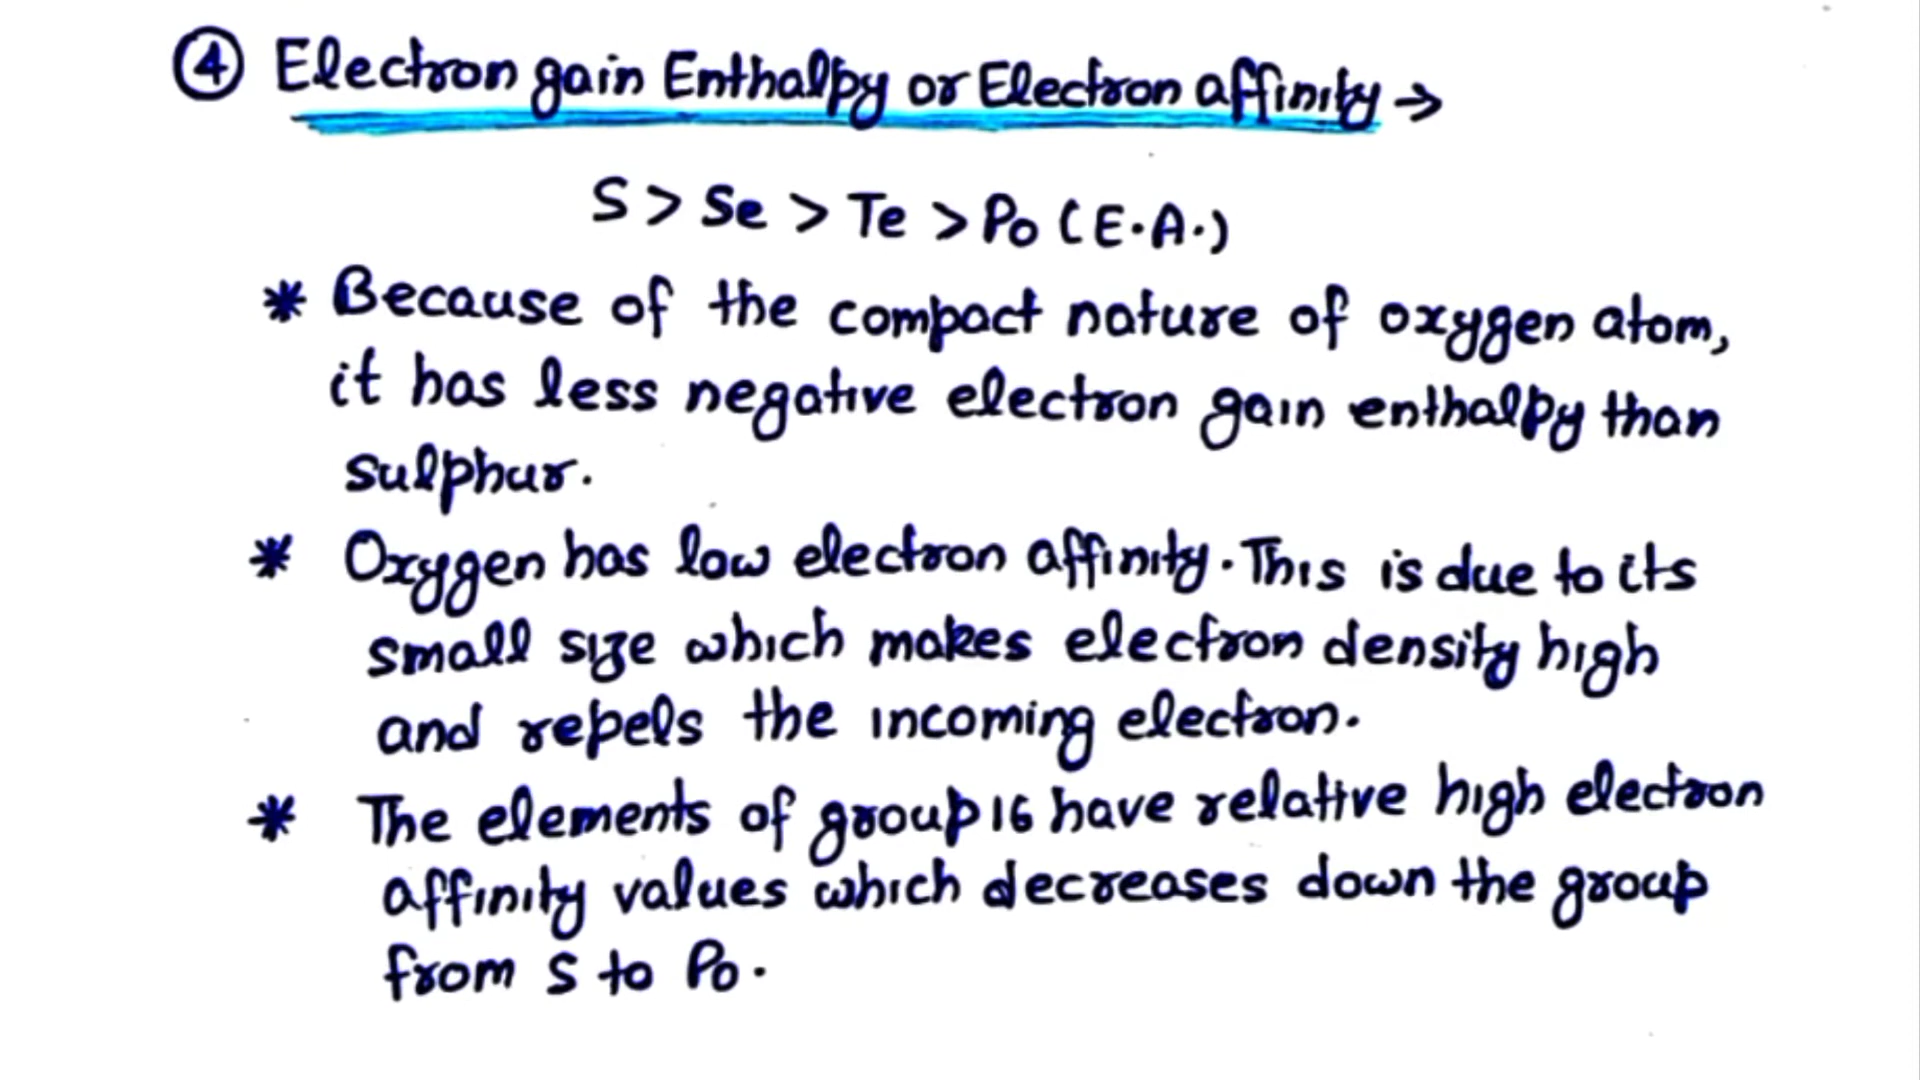 ④ Electron gain Enthalpy or Electron affinity →
S > Se > Te > Po (E.A.)
* Because of the compact nature of oxygen atom,
it has less negative electron gain enthalpy than
sulphur.
* Oxygen has low electron affinity. This is due to its
small size which makes electron density high
and repels the incoming electron.
* The elements of group 16 have relative high electron
affinity values which decreases down the group
from S to Po.